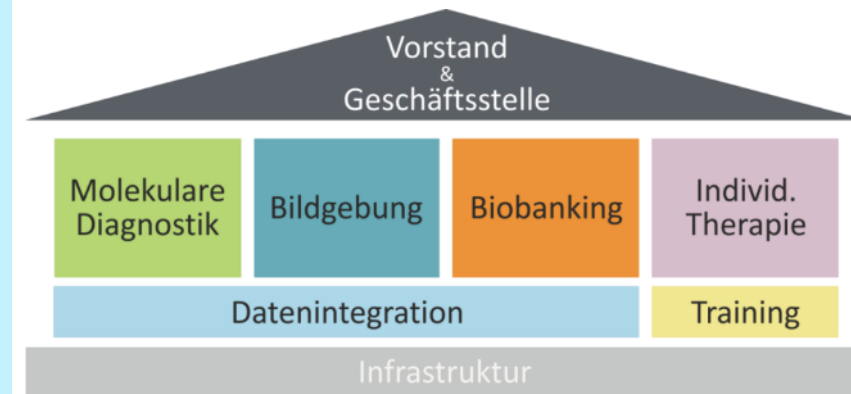 Vorstand
&
Geschäftsstelle
Molekulare
Diagnostik
Bildgebung
Biobanking
Individ.
Therapie
Datenintegration
Training
Infrastruktur